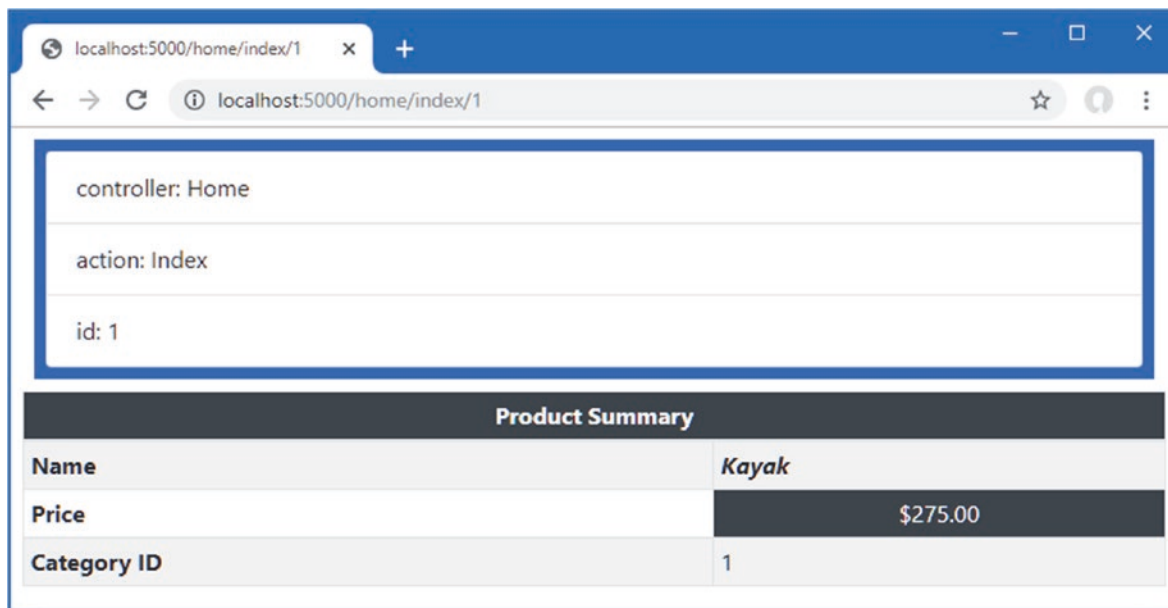 localhost:5000/home/index/1
localhost:5000/home/index/1
controller: Home
action: Index
id: 1
Product Summary
Name Kayak
Price $275.00
Category ID 1